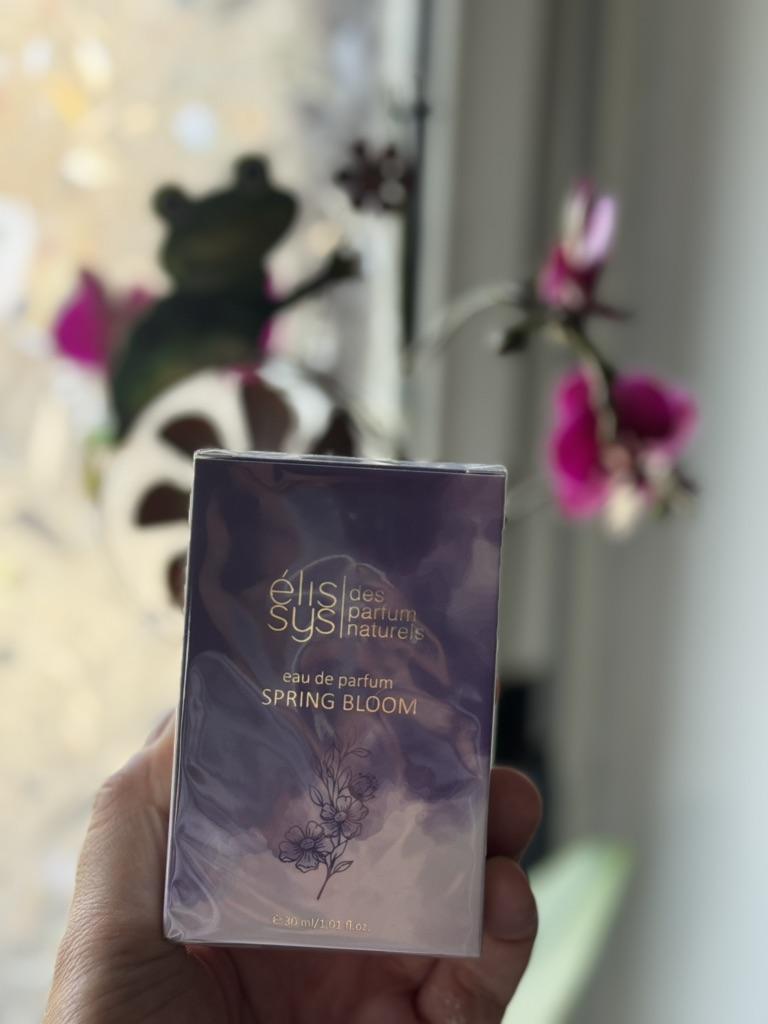 élis
sys
des
parfum
naturels
eau de parfum
SPRING BLOOM
℮ 30 ml/1,01 fl.oz.